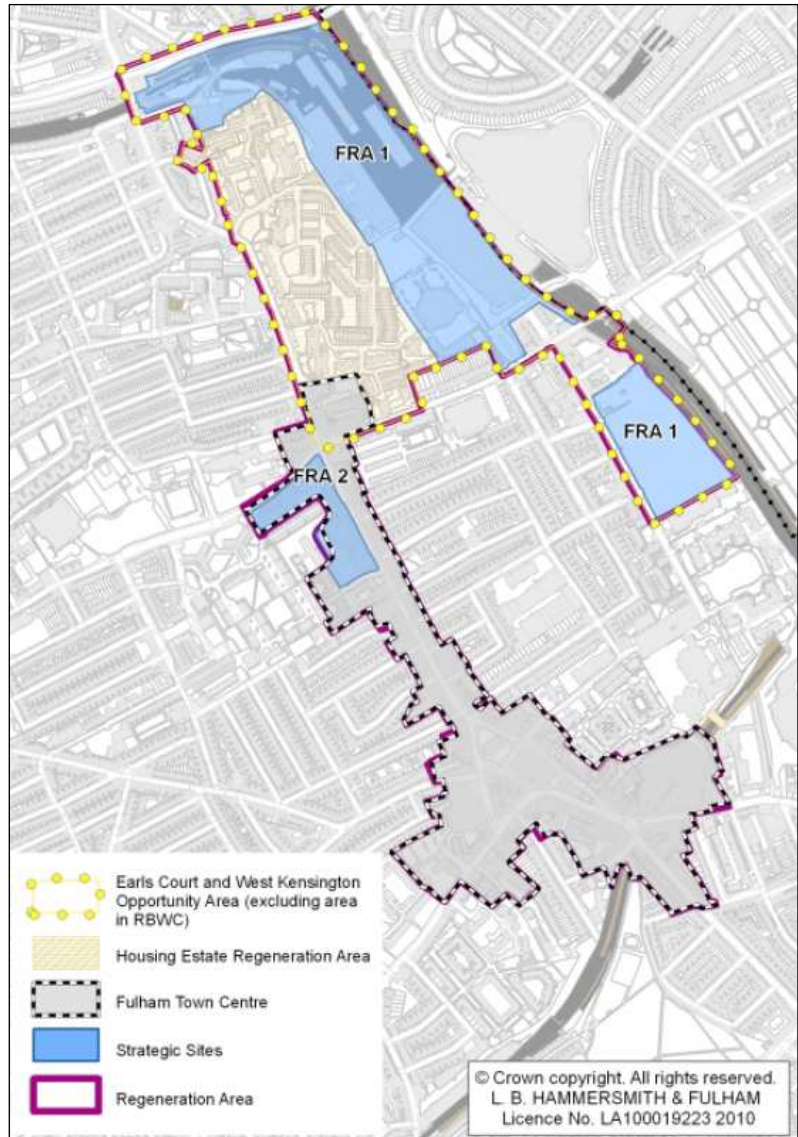 FRA 1
FRA 1
FRA 2
Earls Court and West Kensington
Opportunity Area (excluding area
in RBWC)
Housing Estate Regeneration Area
Fulham Town Centre
Strategic Sites
Regeneration Area
© Crown copyright. All rights reserved.
L. B. HAMMERSMITH & FULHAM
Licence No. LA100019223 2010